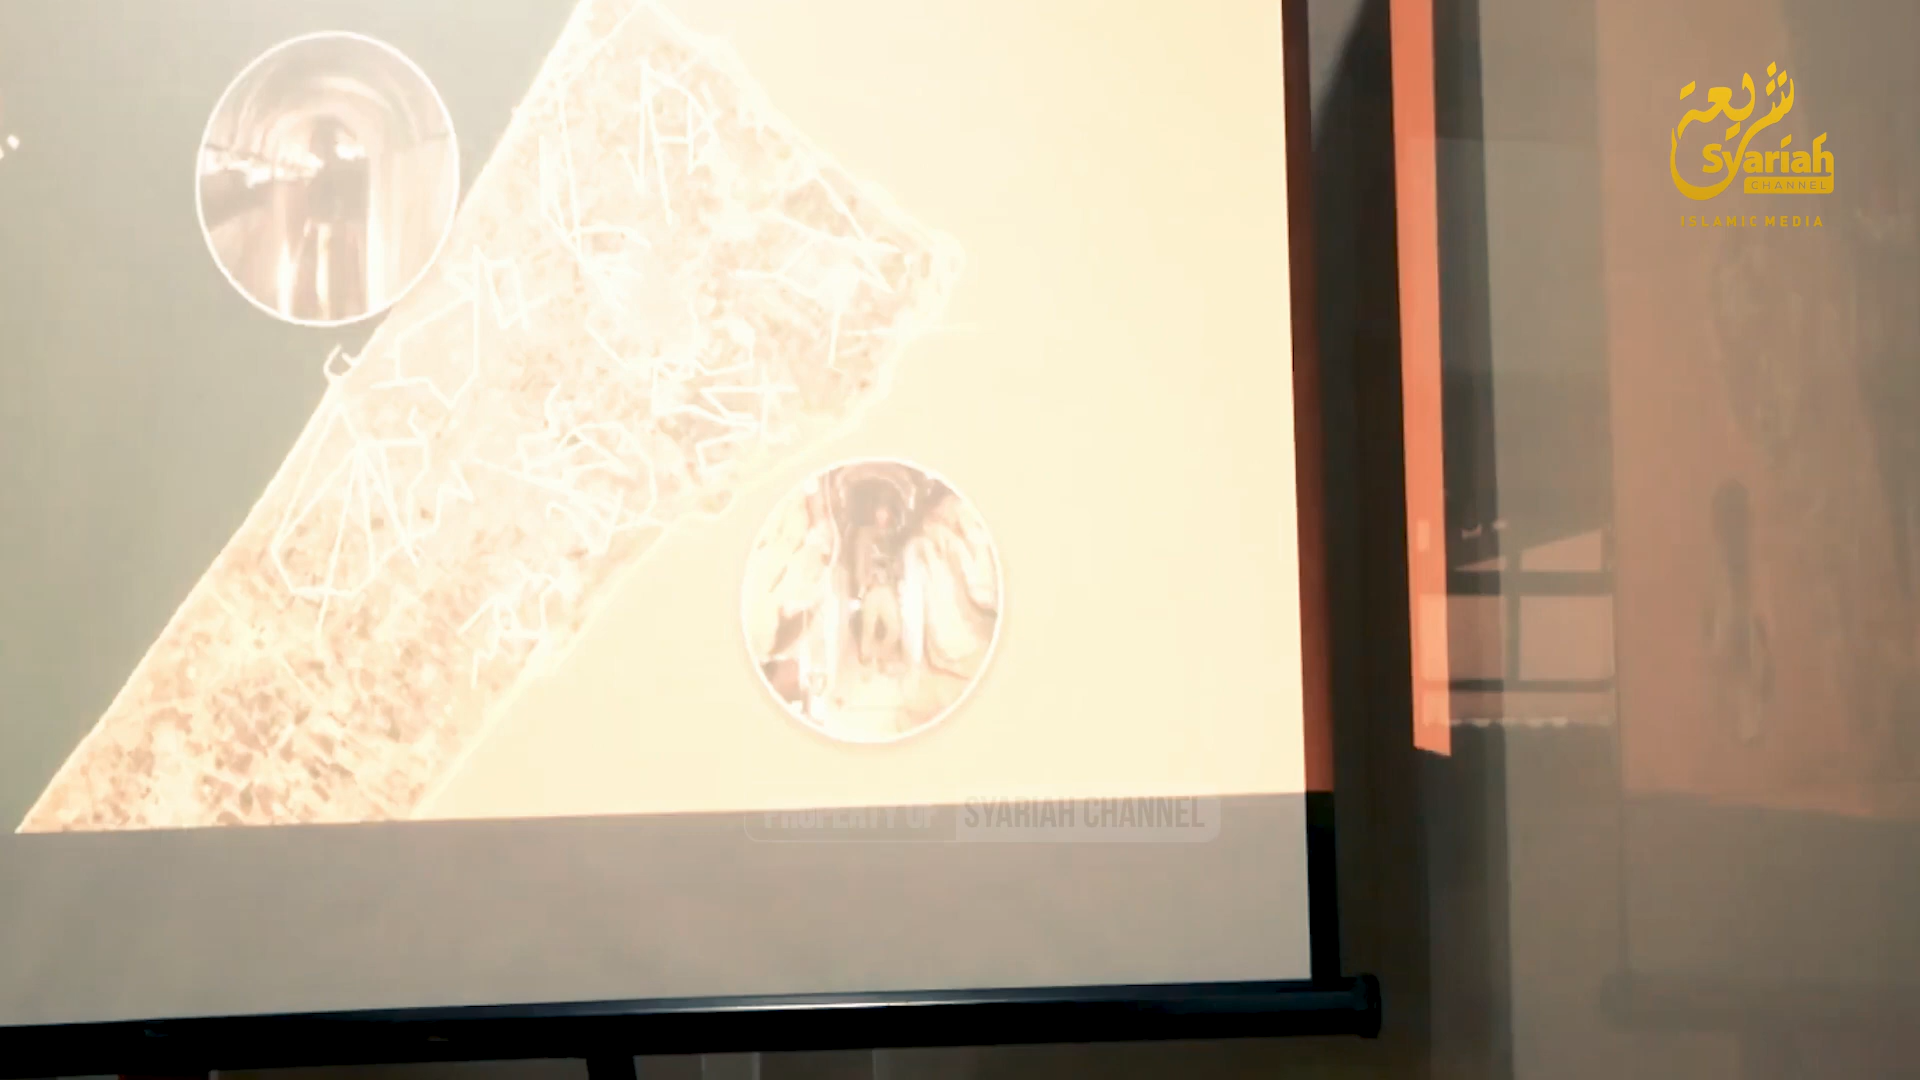 شريعة
Syariah
CHANNEL
ISLAMIC MEDIA
PROPERTY OF SYARIAH CHANNEL